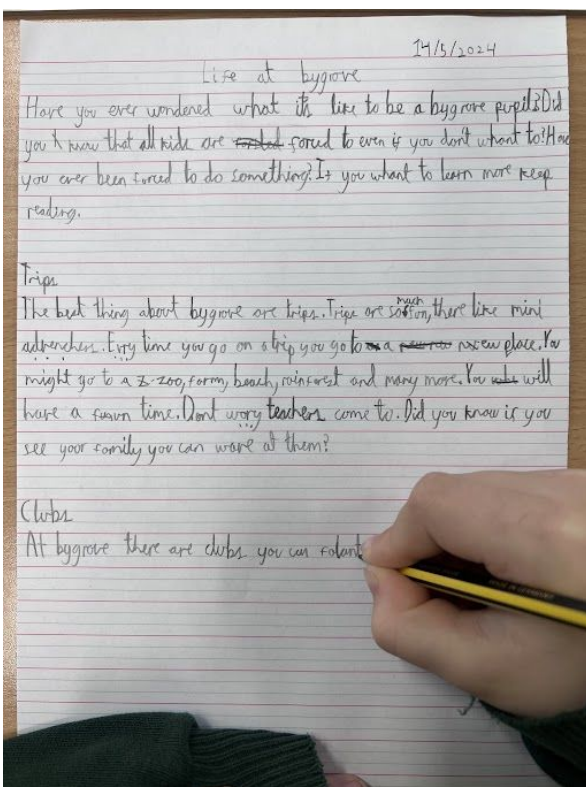 14/5/2024
Life at bygrove
Have you ever wondered what its like to be a bygrove pupil? Did
you know that all kids are forced to even if you don't whant to? Have
you ever been forced to do something? If you whant to learn more keep
reading.
Trips
The best thing about bygrove are trips. Trips are so much fun, there like mini
adrenchers. Evry time you go on a trip you go to a new place. You
might go to a zoo, farm, beach, rainforest and many more. You will
have a fun time. Dont wory teachers come to. Did you know if you
see your family you can wave at them?
Clubs
At bygrove there are clubs you can folant